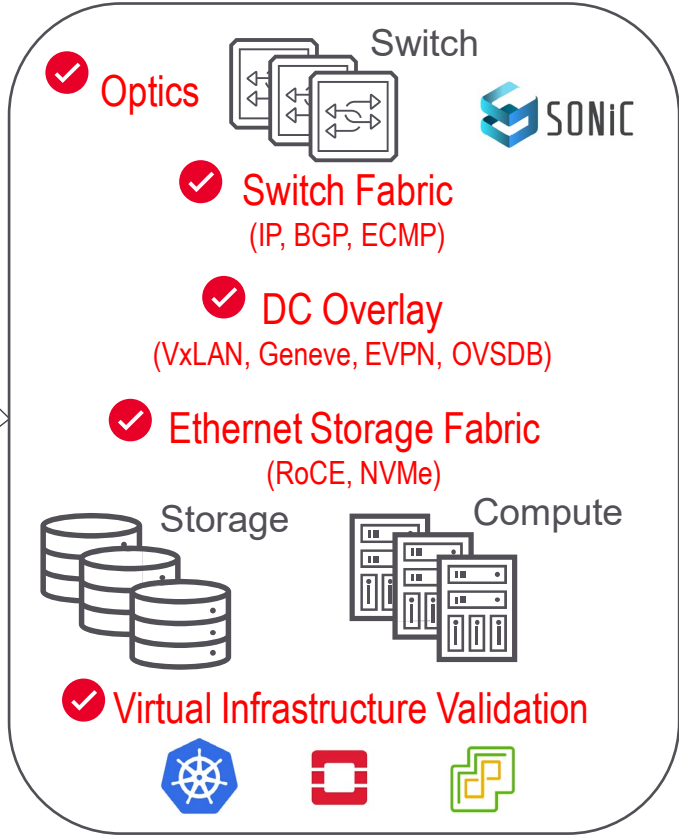 Switch
Optics
SONiC
Switch Fabric
(IP, BGP, ECMP)
DC Overlay
(VxLAN, Geneve, EVPN, OVSDB)
Ethernet Storage Fabric
(RoCE, NVMe)
Storage
Compute
Virtual Infrastructure Validation